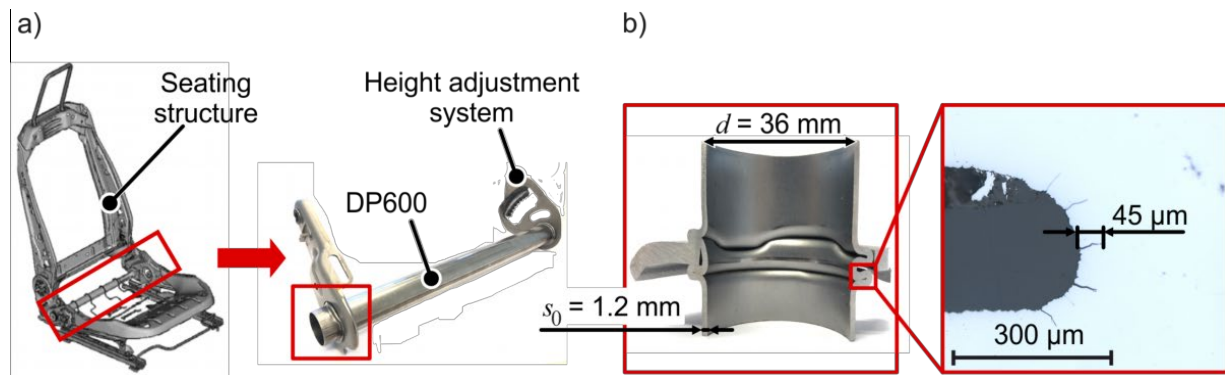 a)
Seating
structure
Height adjustment
system
DP600
b)
d = 36 mm
s0 = 1.2 mm
45 µm
300 µm